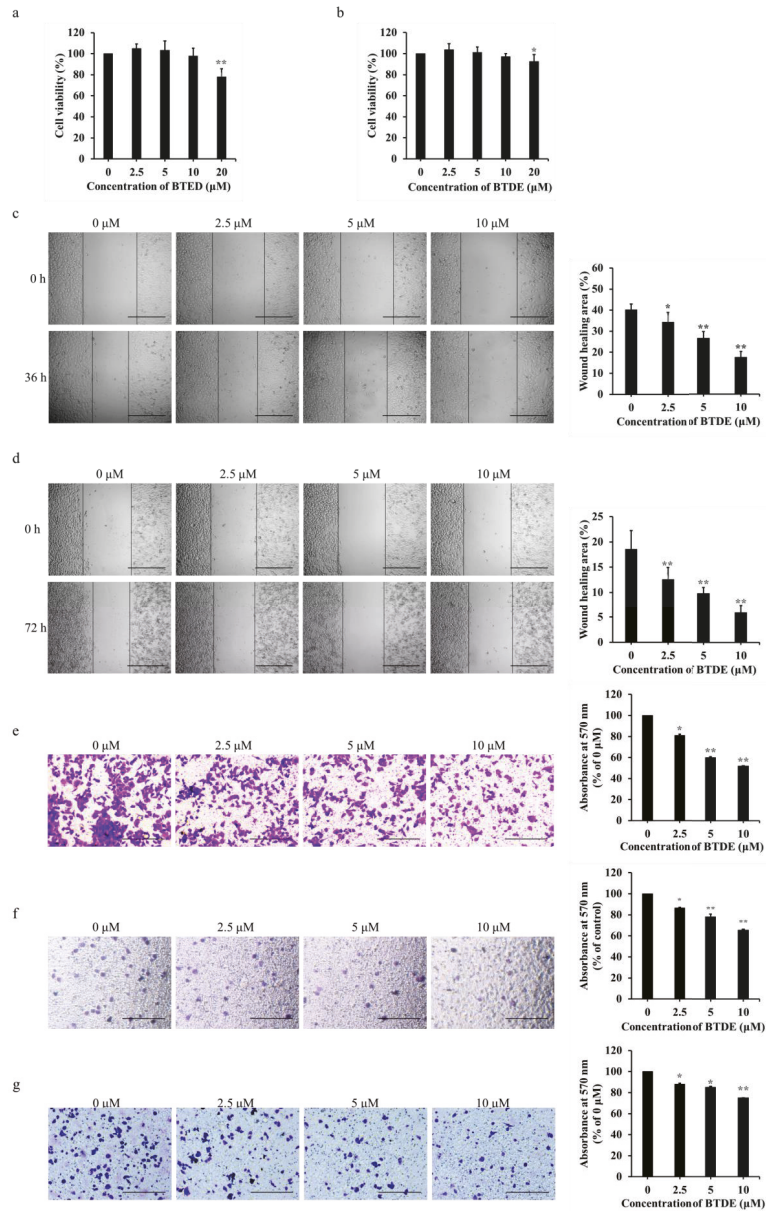 a
b
120
100
80
60
40
20
0
Cell viability (%)
**
0 2.5 5 10 20
Concentration of BTED (μM)
120
100
80
60
40
20
0
Cell viability (%)
*
0 2.5 5 10 20
Concentration of BTDE (μM)
c
0 μM 2.5 μM 5 μM 10 μM
0 h
36 h
60
50
40
30
20
10
0
Wound healing area (%)
* ** **
0 2.5 5 10
Concentration of BTDE (μM)
d
0 μM 2.5 μM 5 μM 10 μM
0 h
72 h
25
20
15
10
5
0
Wound healing area (%)
** ** **
0 2.5 5 10
Concentration of BTDE (μM)
e
0 μM 2.5 μM 5 μM 10 μM
120
100
80
60
40
20
0
Absorbance at 570 nm
(% of 0 μM)
* ** **
0 2.5 5 10
Concentration of BTDE (μM)
f
0 μM 2.5 μM 5 μM 10 μM
120
100
80
60
40
20
0
Absorbance at 570 nm
(% of control)
* ** **
0 2.5 5 10
Concentration of BTDE (μM)
g
0 μM 2.5 μM 5 μM 10 μM
120
100
80
60
40
20
0
Absorbance at 570 nm
(% of 0 μM)
* * **
0 2.5 5 10
Concentration of BTDE (μM)